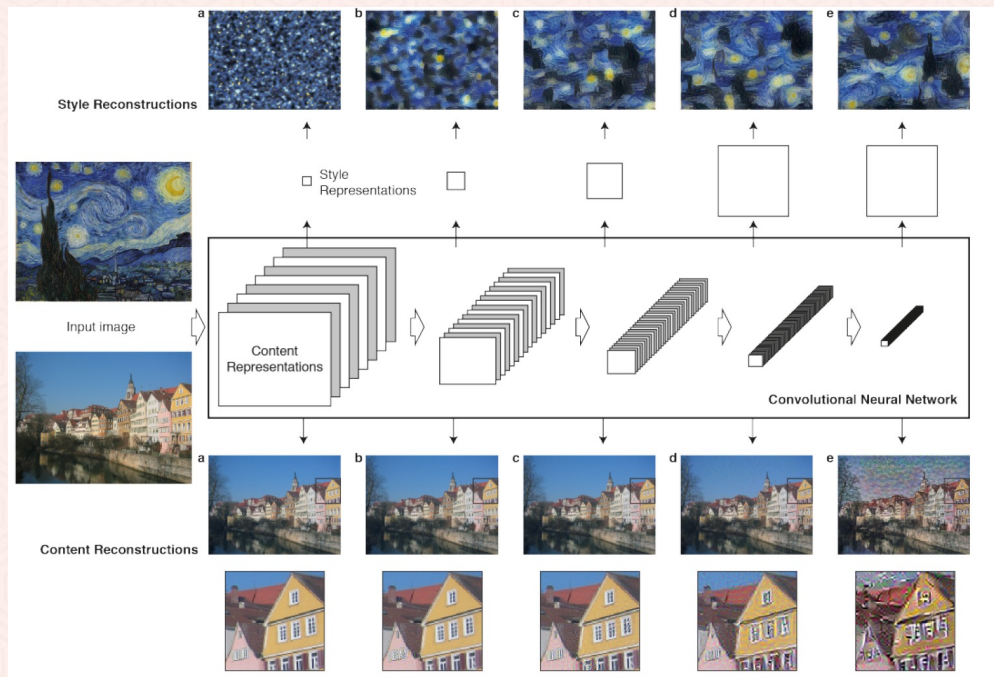 a b c d e
Style Reconstructions
Style
Representations
Input image
Content
Representations
Convolutional Neural Network
a b c d e
Content Reconstructions